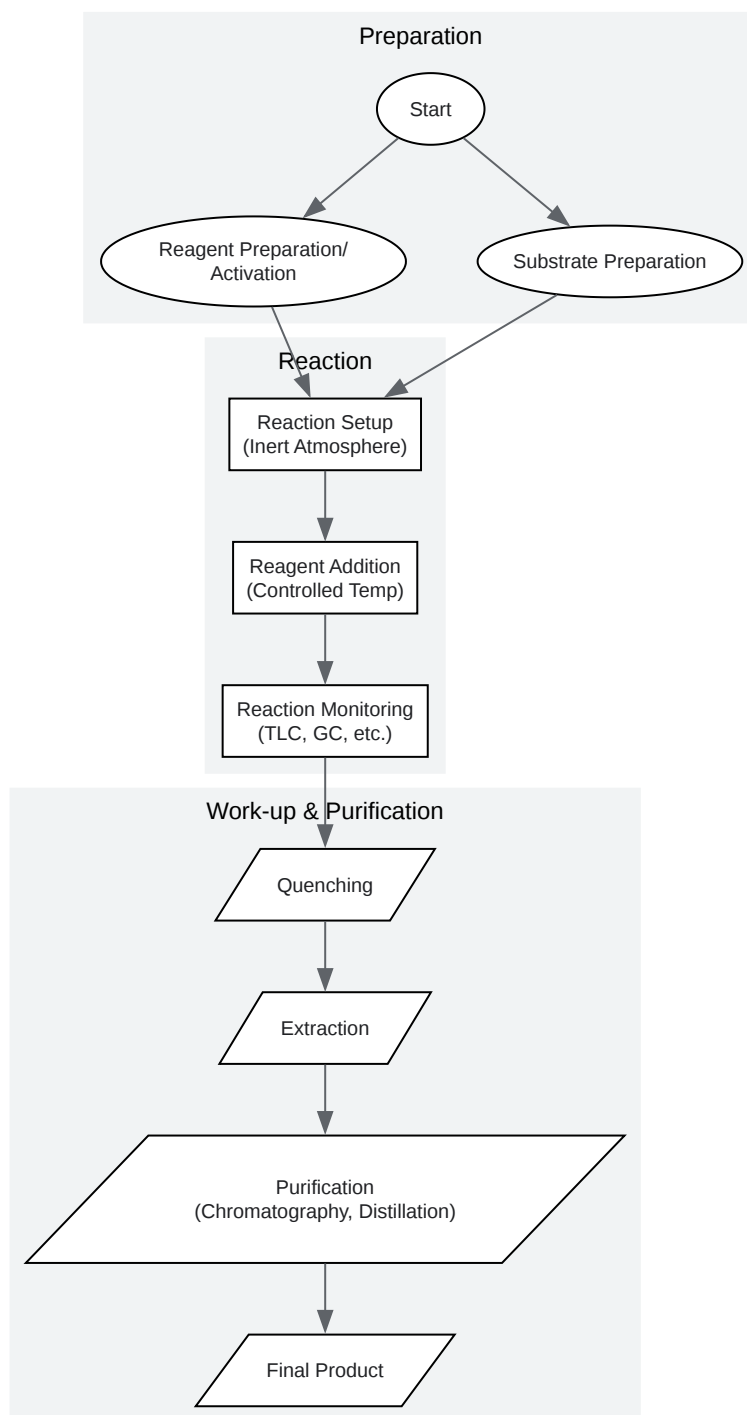 Preparation
Start
Reagent Preparation/
Activation
Substrate Preparation
Reaction
Reaction Setup
(Inert Atmosphere)
Reagent Addition
(Controlled Temp)
Reaction Monitoring
(TLC, GC, etc.)
Work-up & Purification
Quenching
Extraction
Purification
(Chromatography, Distillation)
Final Product